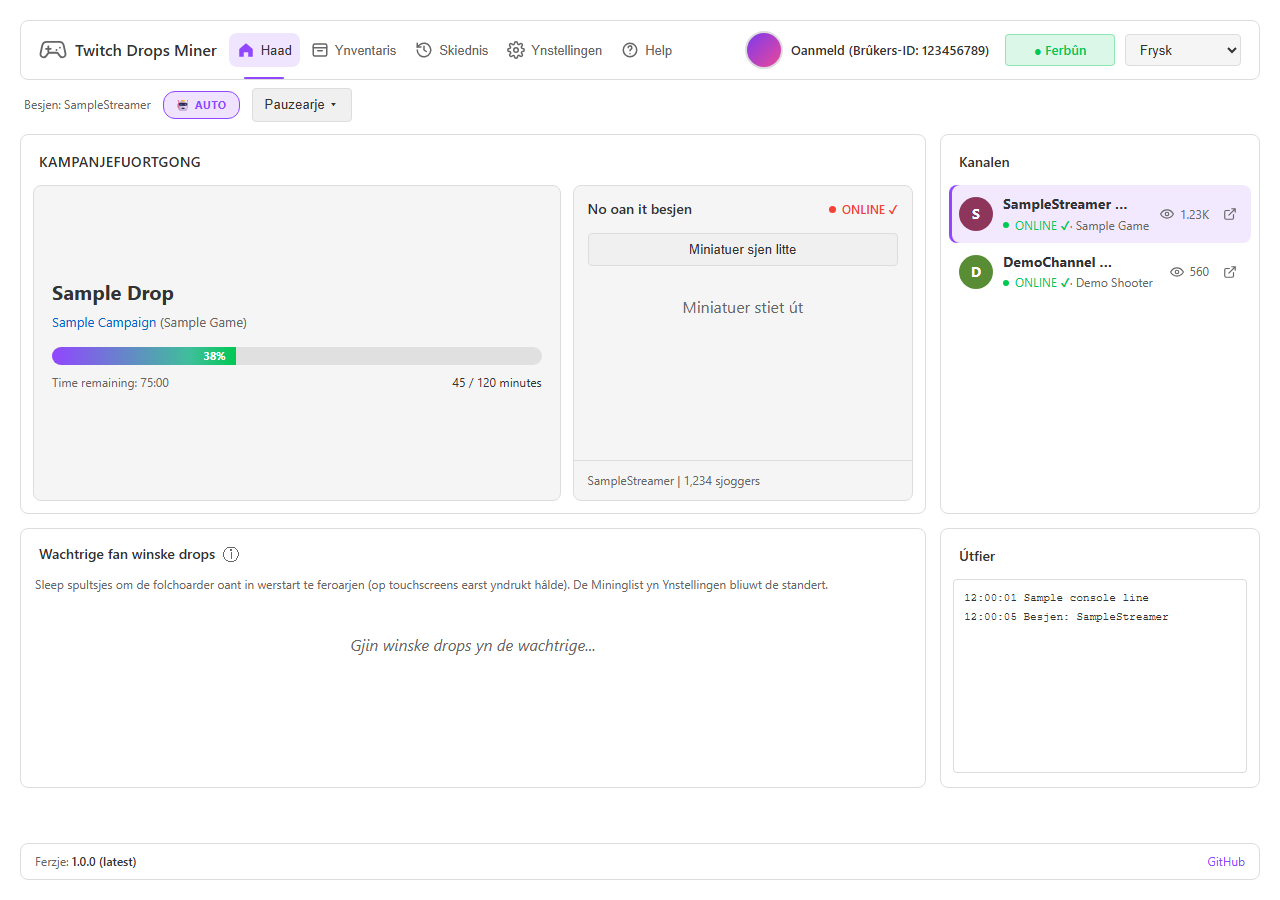 Twitch Drops Miner
Haad
Ynventaris
Skiednis
Ynstellingen
Help
Oanmeld (Brûkers-ID: 123456789)
● Ferbûn
Frysk
Besjen: SampleStreamer
AUTO
Pauzearje
KAMPANJEFUORTGONG
Sample Drop
Sample Campaign (Sample Game)
38%
Time remaining: 75:00
45 / 120 minutes
No oan it besjen
● ONLINE ✓
Miniatuer sjen litte
Miniatuer stiet út
SampleStreamer | 1,234 sjoggers
Kanalen
S
SampleStreamer ...
● ONLINE ✓· Sample Game
1.23K
D
DemoChannel ...
● ONLINE ✓· Demo Shooter
560
Wachtrige fan winske drops ⓘ
Sleep spultsjes om de folchoarder oant in werstart te feroarjen (op touchscreens earst yndrukt hâlde). De Mininglist yn Ynstellingen bliuwt de standert.
Gjin winske drops yn de wachtrige...
Útfier
12:00:01 Sample console line
12:00:05 Besjen: SampleStreamer
Ferzje: 1.0.0 (latest)
GitHub